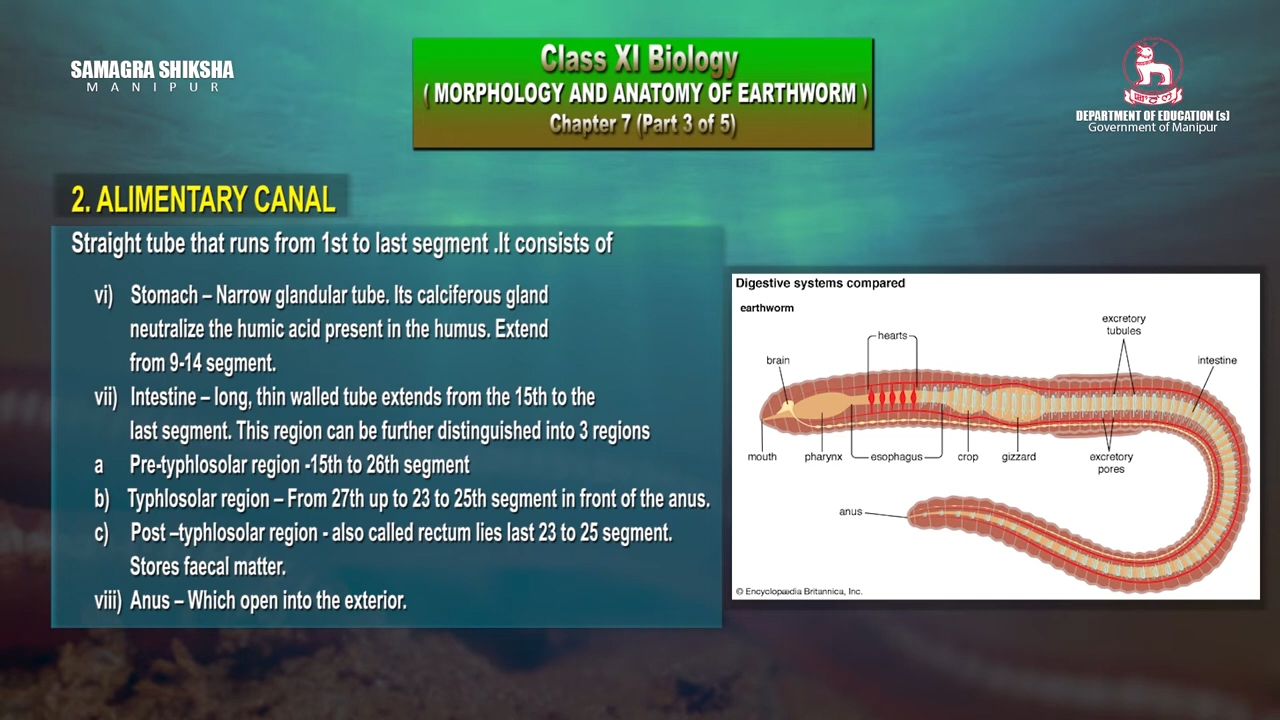 SAMAGRA SHIKSHA
MANIPUR
Class XI Biology
( MORPHOLOGY AND ANATOMY OF EARTHWORM )
Chapter 7 (Part 3 of 5)
DEPARTMENT OF EDUCATION (s)
Government of Manipur
2. ALIMENTARY CANAL
Straight tube that runs from 1st to last segment .It consists of
vi) Stomach – Narrow glandular tube. Its calciferous gland
neutralize the humic acid present in the humus. Extend
from 9-14 segment.
vii) Intestine – long, thin walled tube extends from the 15th to the
last segment. This region can be further distinguished into 3 regions
a Pre-typhlosolar region -15th to 26th segment
b) Typhlosolar region – From 27th up to 23 to 25th segment in front of the anus.
c) Post –typhlosolar region - also called rectum lies last 23 to 25 segment.
Stores faecal matter.
viii) Anus – Which open into the exterior.
Digestive systems compared
earthworm
excretory
tubules
hearts
brain
intestine
mouth
pharynx
esophagus
crop
gizzard
excretory
pores
anus
© Encyclopædia Britannica, Inc.